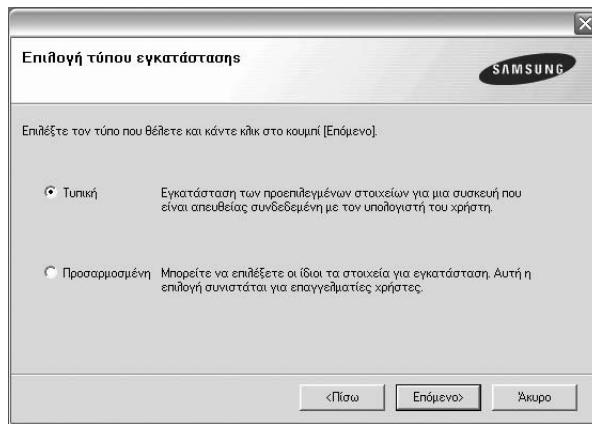 Επιλογή τύπου εγκατάστασης
SAMSUNG
Επιλέξτε τον τύπο που θέλετε και κάντε κλικ στο κουμπί [Επόμενο].
Τυπική
Εγκατάσταση των προεπιλεγμένων στοιχείων για μια συσκευή που
είναι απευθείας συνδεδεμένη με τον υπολογιστή του χρήστη.
Προσαρμοσμένη
Μπορείτε να επιλέξετε οι ίδιοι τα στοιχεία για εγκατάσταση. Αυτή η
επιλογή συνιστάται για επαγγελματίες χρήστες.
<Πίσω
Επόμενο>
Άκυρο